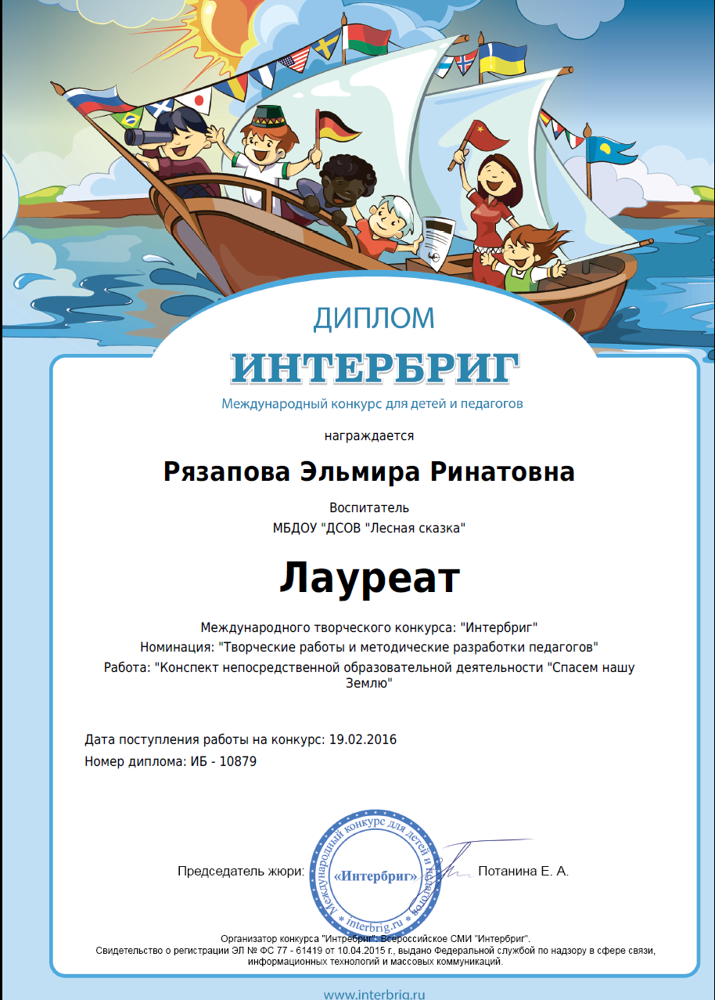 ДИПЛОМ
ИНТЕРБРИГ
Международный конкурс для детей и педагогов
награждается
Рязапова Эльмира Ринатовна
Воспитатель
МБДОУ "ДСОВ "Лесная сказка"
Лауреат
Международного творческого конкурса: "Интербриг"
Номинация: "Творческие работы и методические разработки педагогов"
Работа: "Конспект непосредственной образовательной деятельности "Спасем нашу
Землю"
Дата поступления работы на конкурс: 19.02.2016
Номер диплома: ИБ - 10879
Международный конкурс для детей и педагогов
Председатель жюри:
«Интербриг»
Потанина Е. А.
* interbrig.ru *
Организатор конкурса "Интребриг": Всероссийское СМИ "Интербриг".
Свидетельство о регистрации ЭЛ № ФС 77 - 61419 от 10.04.2015 г., выдано Федеральной службой по надзору в сфере связи,
информационных технологий и массовых коммуникаций.
www.interbrig.ru